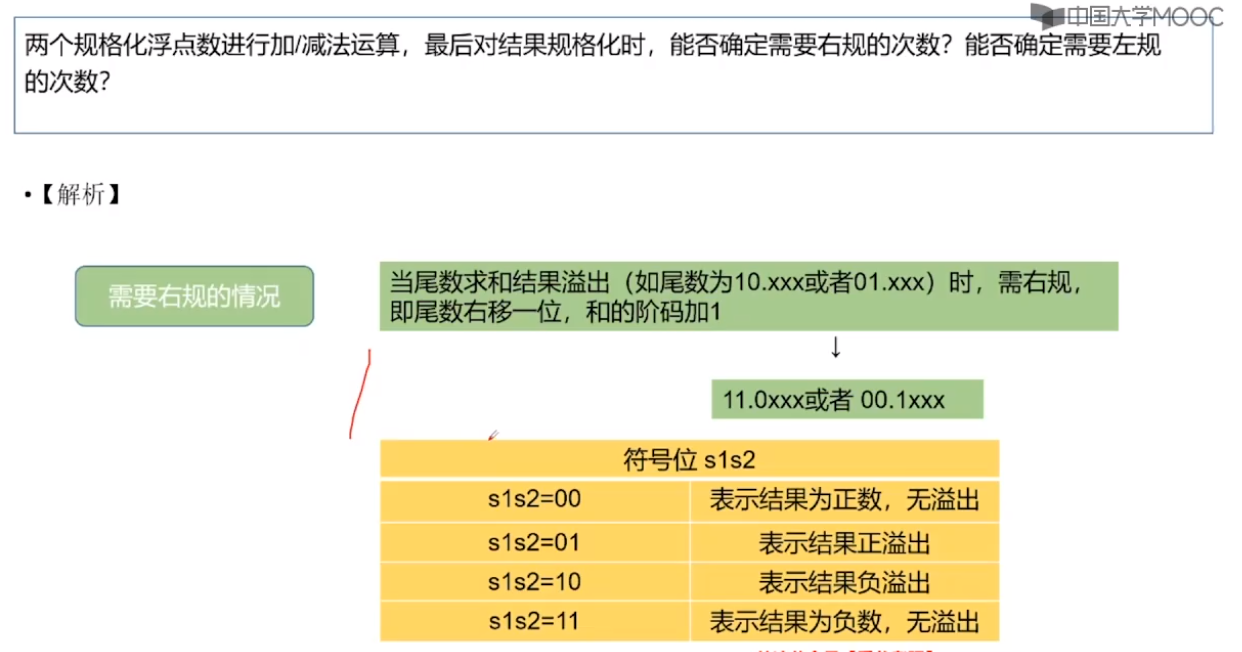 中国大学MOOC
两个规格化浮点数进行加/减法运算，最后对结果规格化时，能否确定需要右规的次数？能否确定需要左规
的次数？
•【解析】
需要右规的情况
当尾数求和结果溢出（如尾数为10.xxx或者01.xxx）时，需右规，
即尾数右移一位，和的阶码加1
↓
11.0xxx或者 00.1xxx
符号位 s1s2
s1s2=00 表示结果为正数，无溢出
s1s2=01 表示结果正溢出
s1s2=10 表示结果负溢出
s1s2=11 表示结果为负数，无溢出